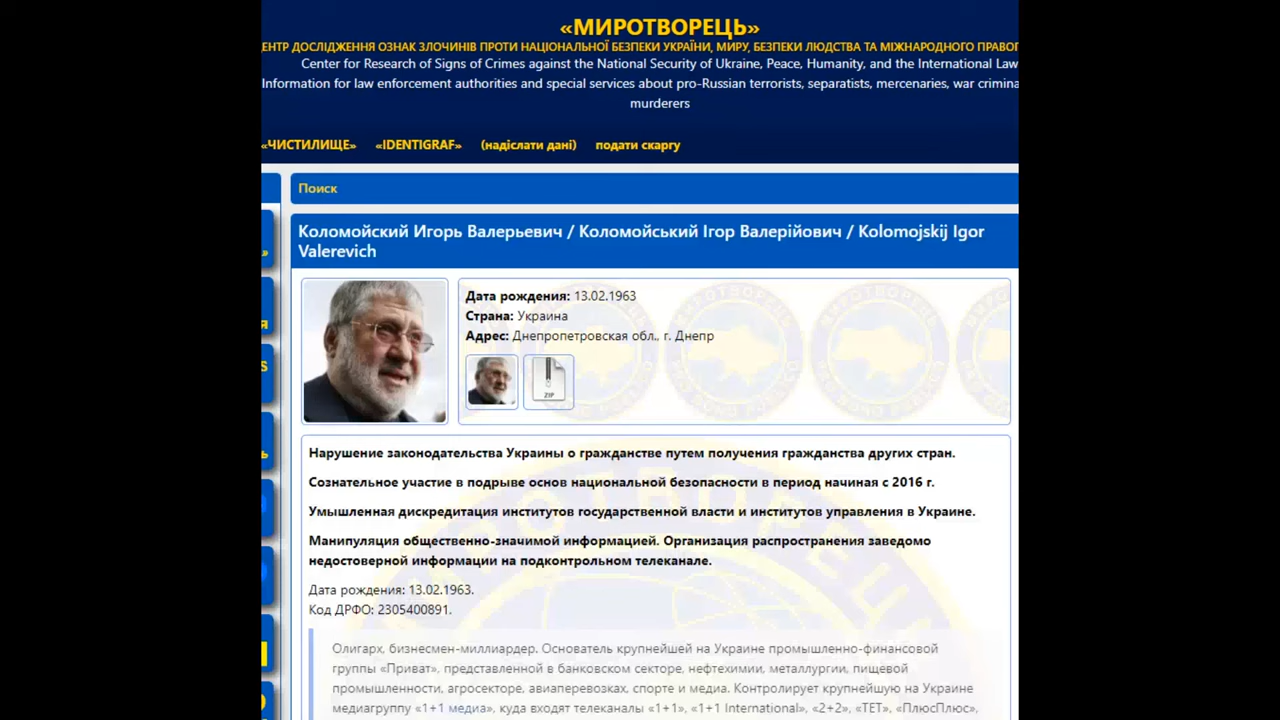 «МИРОТВОРЕЦЬ»
ЕНТР ДОСЛІДЖЕННЯ ОЗНАК ЗЛОЧИНІВ ПРОТИ НАЦІОНАЛЬНОЇ БЕЗПЕКИ УКРАЇНИ, МИРУ, БЕЗПЕКИ ЛЮДСТВА ТА МІЖНАРОДНОГО ПРАВОП
Center for Research of Signs of Crimes against the National Security of Ukraine, Peace, Humanity, and the International Law
Information for law enforcement authorities and special services about pro-Russian terrorists, separatists, mercenaries, war crimina
murderers
«ЧИСТИЛИЩЕ» «IDENTIGRAF» (надіслати дані) подати скаргу
Поиск
Коломойский Игорь Валерьевич / Коломойський Ігор Валерійович / Kolomojskij Igor
Valerevich
Дата рождения: 13.02.1963
Страна: Украина
Адрес: Днепропетровская обл., г. Днепр
ZIP
Нарушение законодательства Украины о гражданстве путем получения гражданства других стран.
Сознательное участие в подрыве основ национальной безопасности в период начиная с 2016 г.
Умышленная дискредитация институтов государственной власти и институтов управления в Украине.
Манипуляция общественно-значимой информацией. Организация распространения заведомо
недостоверной информации на подконтрольном телеканале.
Дата рождения: 13.02.1963.
Код ДРФО: 2305400891.
Олигарх, бизнесмен-миллиардер. Основатель крупнейшей на Украине промышленно-финансовой
группы «Приват», представленной в банковском секторе, нефтехимии, металлургии, пищевой
промышленности, агросекторе, авиаперевозках, спорте и медиа. Контролирует крупнейшую на Украине
медиагруппу «1+1 медиа», куда входят телеканалы «1+1», «1+1 International», «2+2», «ТЕТ», «ПлюсПлюс»,